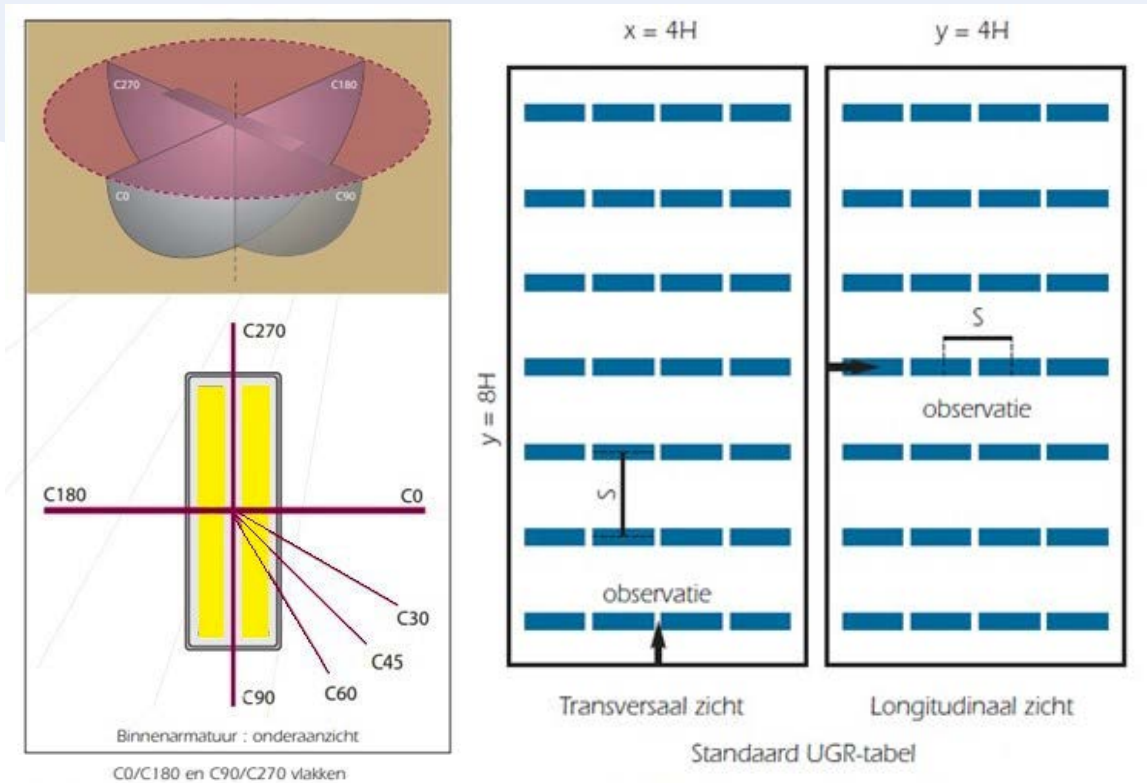 C270
C180
C0
C90
C270
C180
C0
C30
C45
C60
C90
Binnenarmatuur : onderaanzicht
C0/C180 en C90/C270 vlakken
x = 4H
y = 4H
y = 8H
S
S
observatie
observatie
Transversaal zicht
Longitudinaal zicht
Standaard UGR-tabel